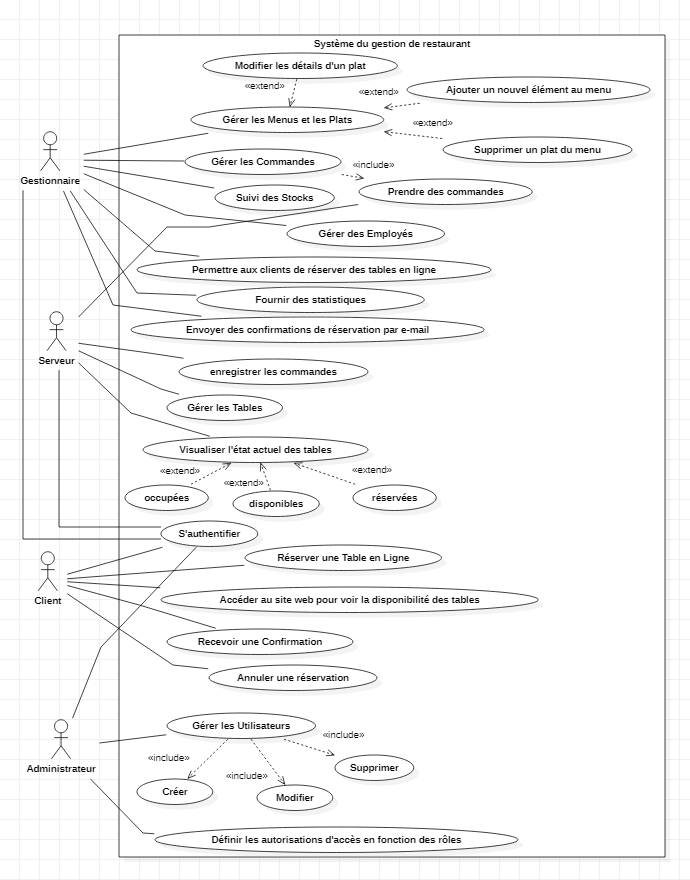 Système du gestion de restaurant
Modifier les détails d'un plat
«extend»
«extend»
Ajouter un nouvel élément au menu
Gérer les Menus et les Plats
«extend»
Supprimer un plat du menu
Gestionnaire
Gérer les Commandes
«include»
Suivi des Stocks
Prendre des commandes
Gérer des Employés
Permettre aux clients de réserver des tables en ligne
Fournir des statistiques
Envoyer des confirmations de réservation par e-mail
Serveur
enregistrer les commandes
Gérer les Tables
Visualiser l'état actuel des tables
«extend»
«extend»
«extend»
occupées
disponibles
réservées
S'authentifier
Réserver une Table en Ligne
Client
Accéder au site web pour voir la disponibilité des tables
Recevoir une Confirmation
Annuler une réservation
Gérer les Utilisateurs
«include»
«include»
«include»
Administrateur
Supprimer
Créer
Modifier
Définir les autorisations d'accès en fonction des rôles